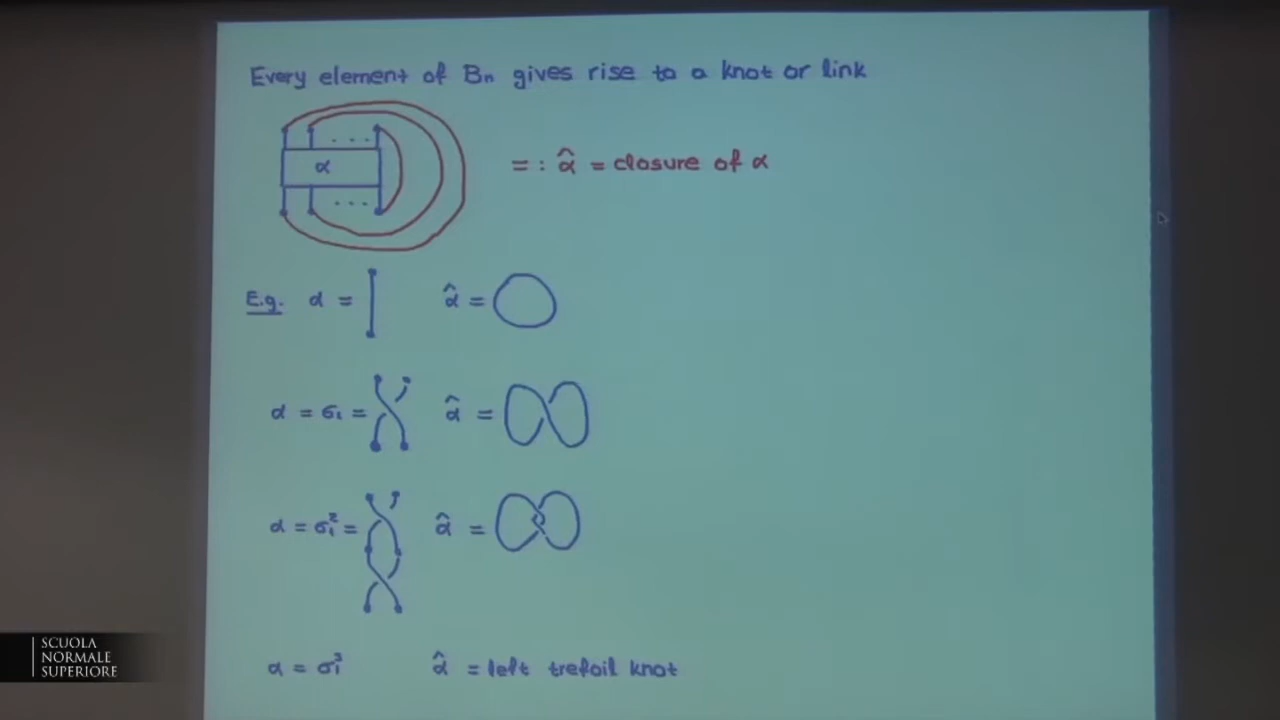 Every element of Bn gives rise to a knot or link
. . . .
α
. . .
=: α̂ = closure of α
E.g. α = α̂ =
α = σ₁ = α̂ =
α = σ₁² = α̂ =
α = σ₁³ α̂ = left trefoil knot
SCUOLA
NORMALE
SUPERIORE